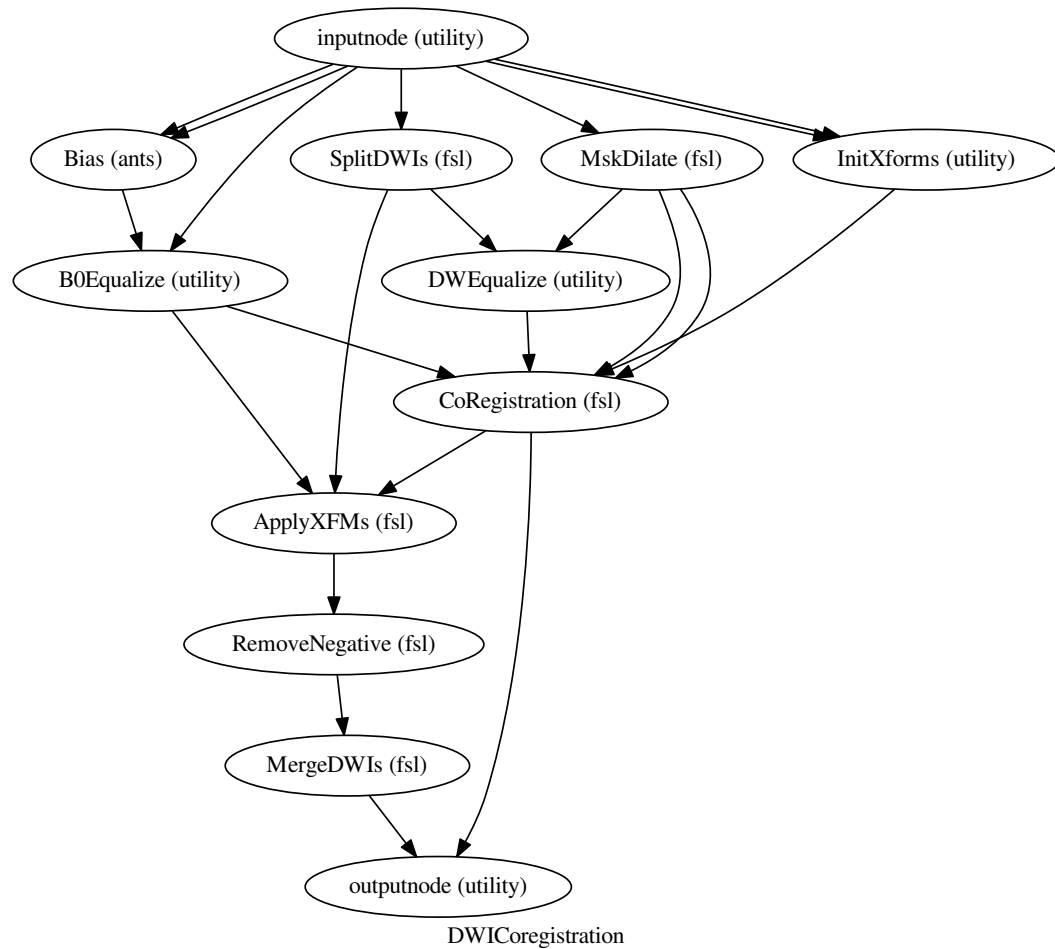 inputnode (utility)
Bias (ants)
SplitDWIs (fsl)
MskDilate (fsl)
InitXforms (utility)
B0Equalize (utility)
DWEqualize (utility)
CoRegistration (fsl)
ApplyXFMs (fsl)
RemoveNegative (fsl)
MergeDWIs (fsl)
outputnode (utility)
DWICoregistration